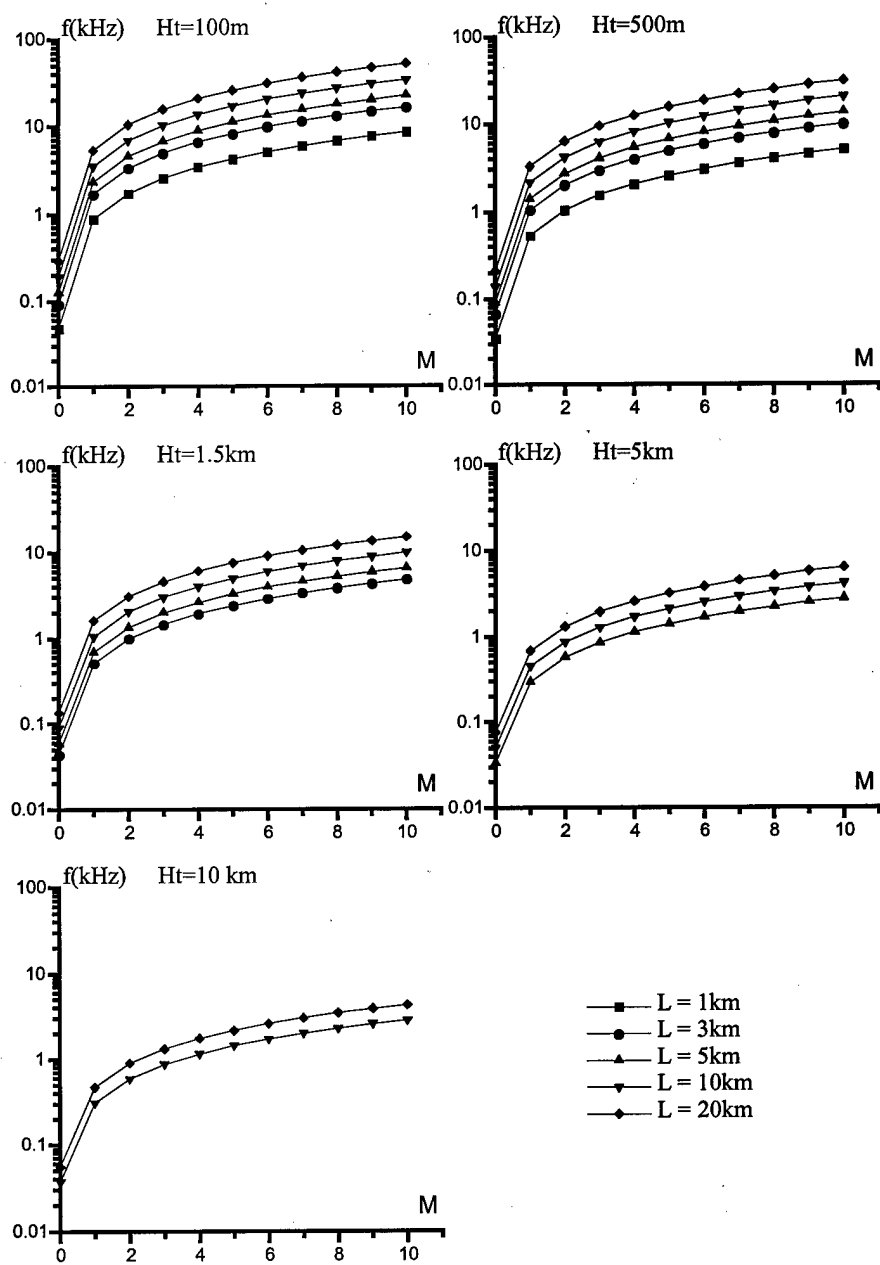 f(kHz) Ht=100m
100
10
1
0.1
0.01
M
0 2 4 6 8 10
f(kHz) Ht=500m
100
10
1
0.1
0.01
M
0 2 4 6 8 10
f(kHz) Ht=1.5km
100
10
1
0.1
0.01
M
0 2 4 6 8 10
f(kHz) Ht=5km
100
10
1
0.1
0.01
M
0 2 4 6 8 10
f(kHz) Ht=10 km
100
10
1
0.1
0.01
M
0 2 4 6 8 10
L = 1km
L = 3km
L = 5km
L = 10km
L = 20km